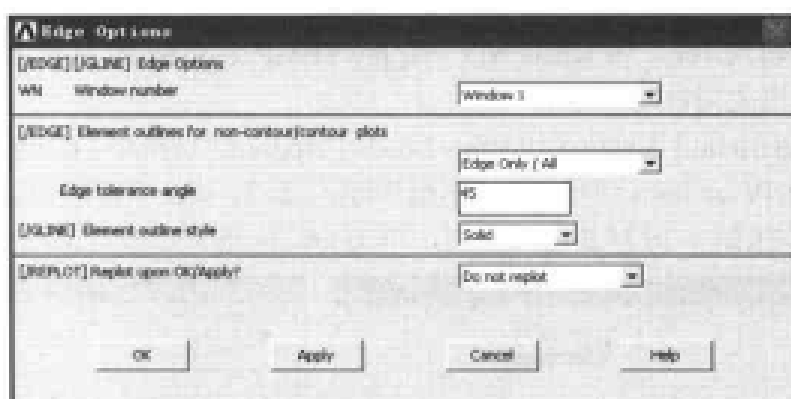 Edge Options
[/EDGE] [/GLINE] Edge Options
WN Window number Window 1
[/EDGE] Element outlines for non-contour/contour plots
Edge Only / All
Edge tolerance angle 45
[/GLINE] Element outline style Solid
[/REPLOT] Replot upon OK/Apply? Do not replot
OK Apply Cancel Help